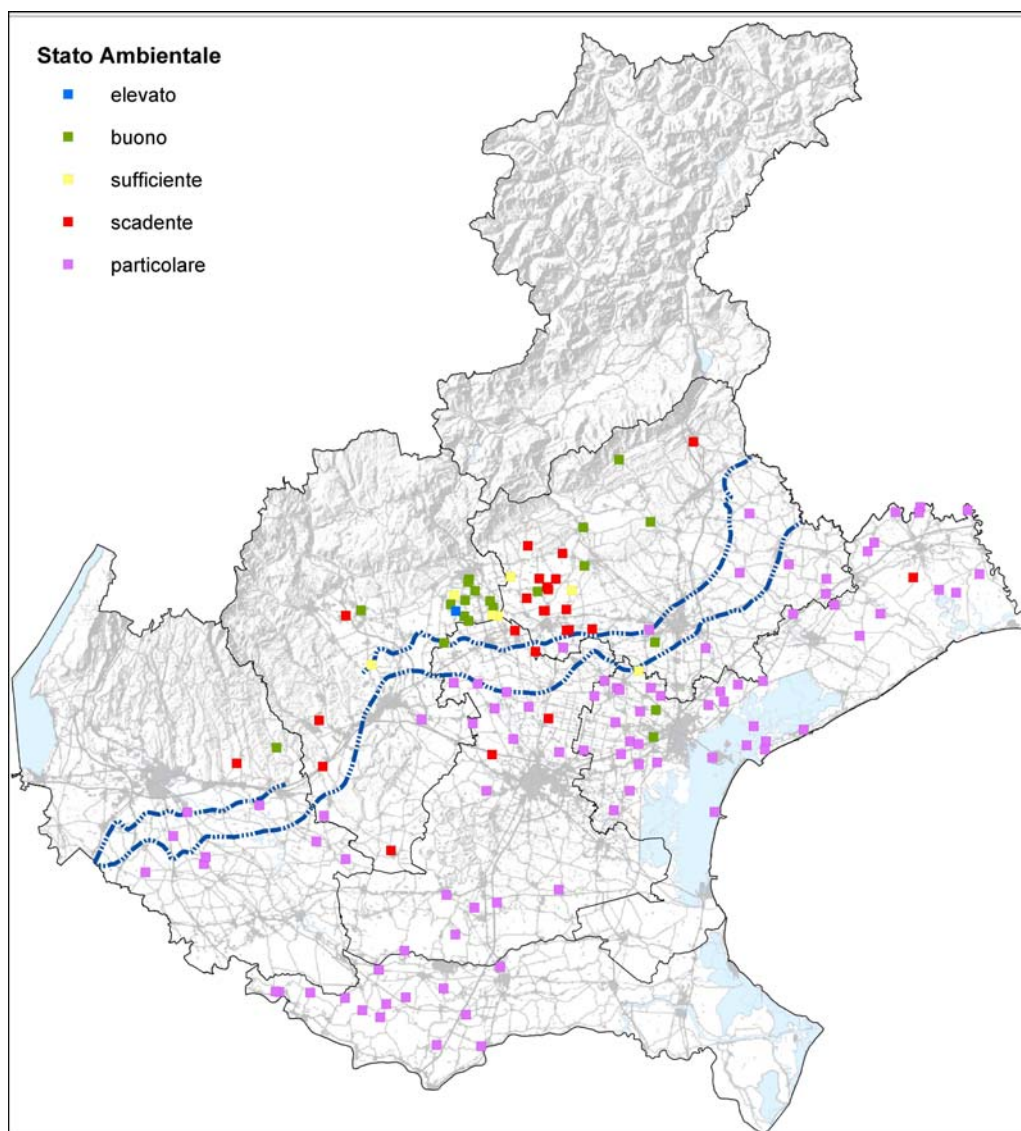 Stato Ambientale
elevato
buono
sufficiente
scadente
particolare